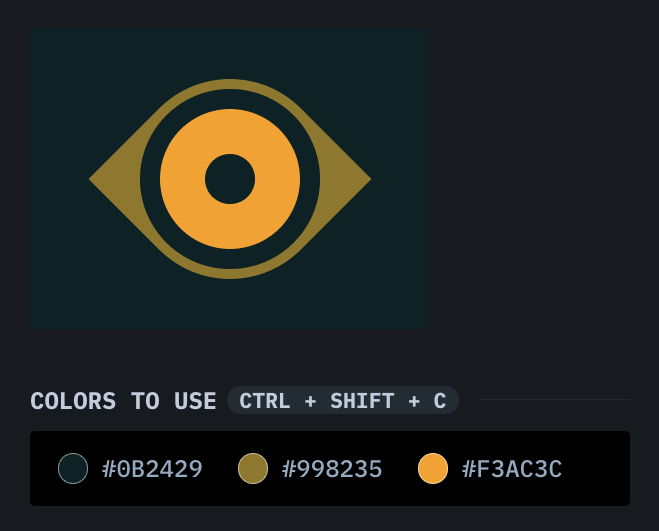 COLORS TO USE CTRL + SHIFT + C
#0B2429 #998235 #F3AC3C